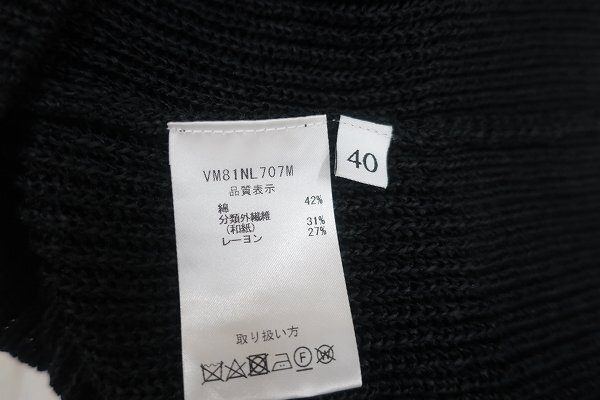 VM81NL707M
品質表示
綿 42%
分類外繊維
(和紙) 31%
レーヨン 27%
取り扱い方
F
W
40